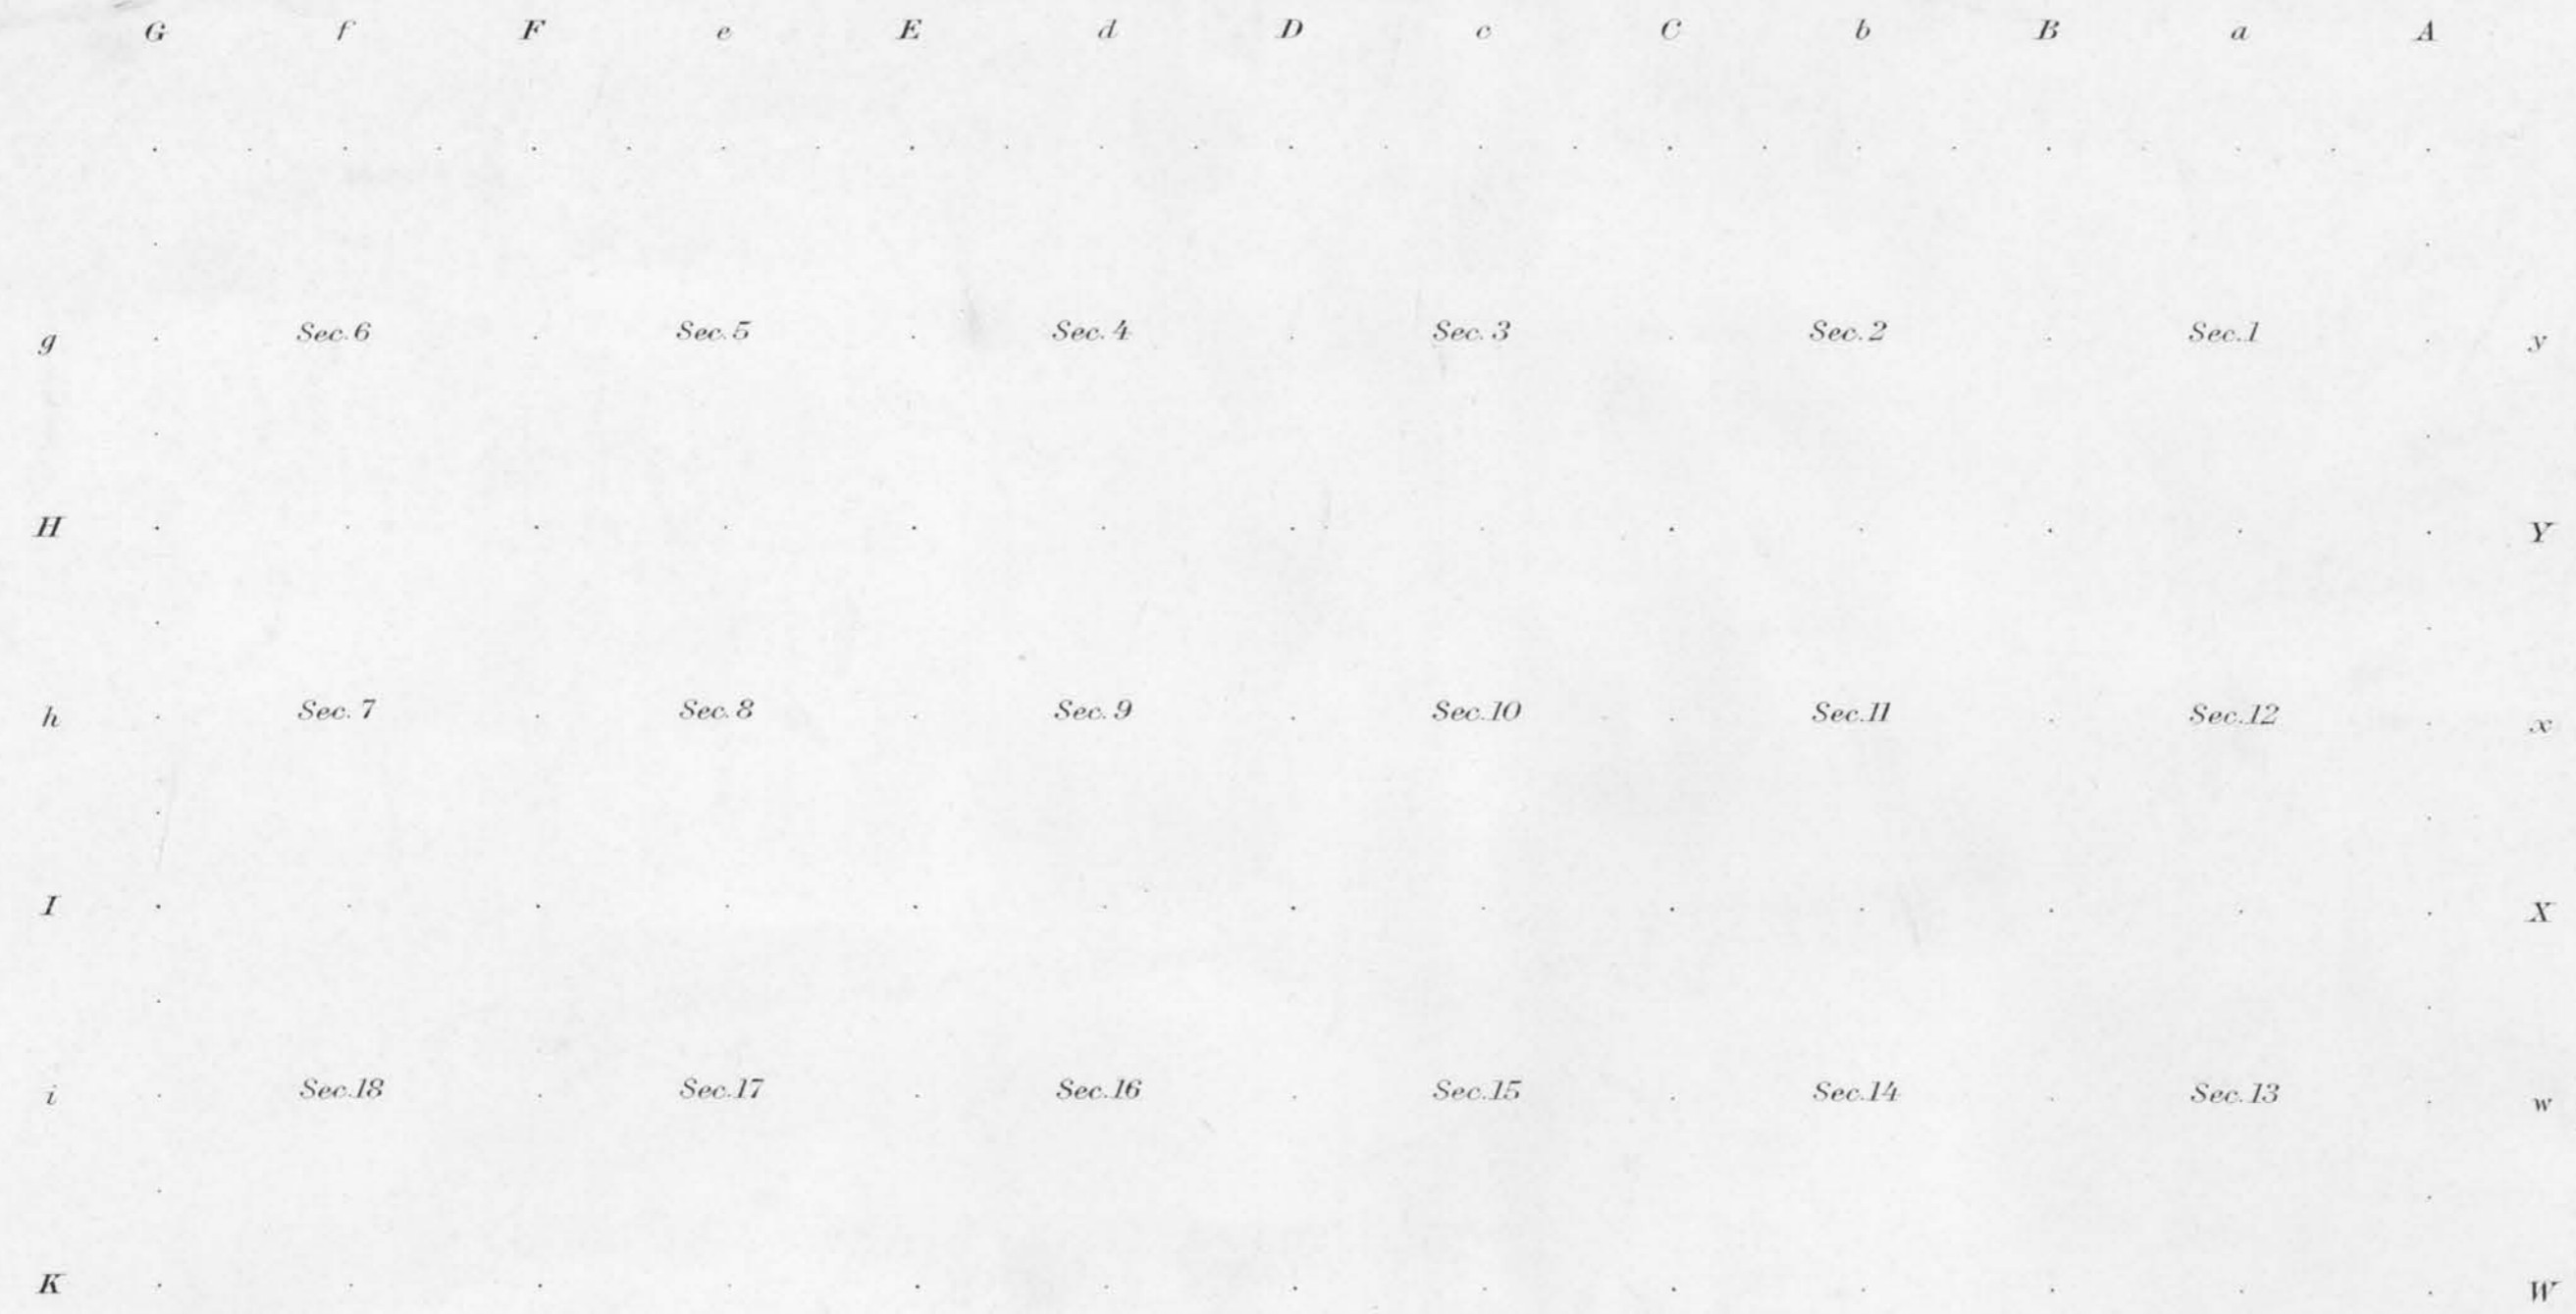 G f F e E d D c C b B a A
g Sec. 6 Sec. 5 Sec. 4 Sec. 3 Sec. 2 Sec. 1 y
H Y
h Sec. 7 Sec. 8 Sec. 9 Sec. 10 Sec. 11 Sec. 12 x
I X
i Sec. 18 Sec. 17 Sec. 16 Sec. 15 Sec. 14 Sec. 13 w
K W